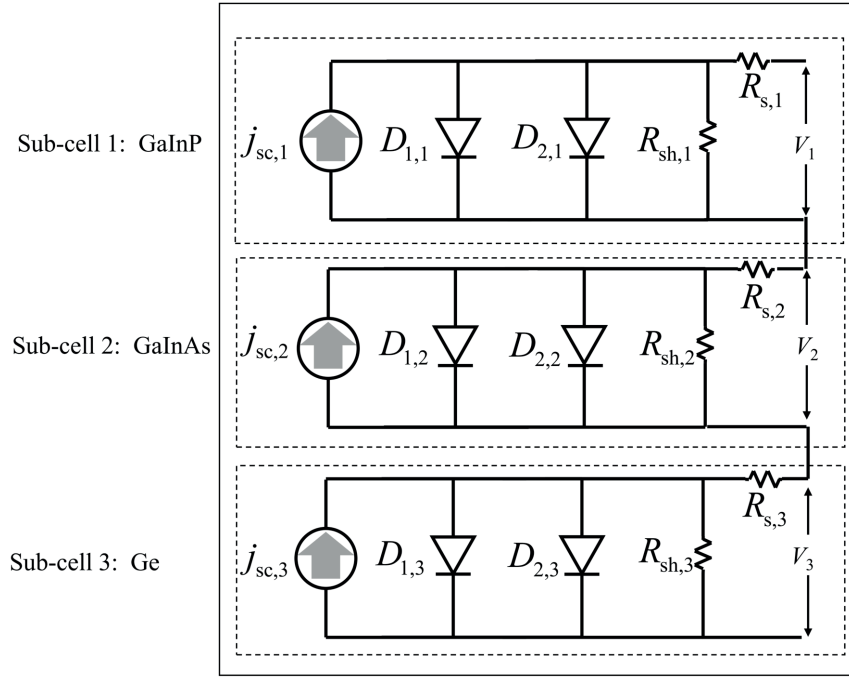 R_s,1
Sub-cell 1: GaInP j_sc,1 D_1,1 D_2,1 R_sh,1 V_1
R_s,2
Sub-cell 2: GaInAs j_sc,2 D_1,2 D_2,2 R_sh,2 V_2
R_s,3
Sub-cell 3: Ge j_sc,3 D_1,3 D_2,3 R_sh,3 V_3